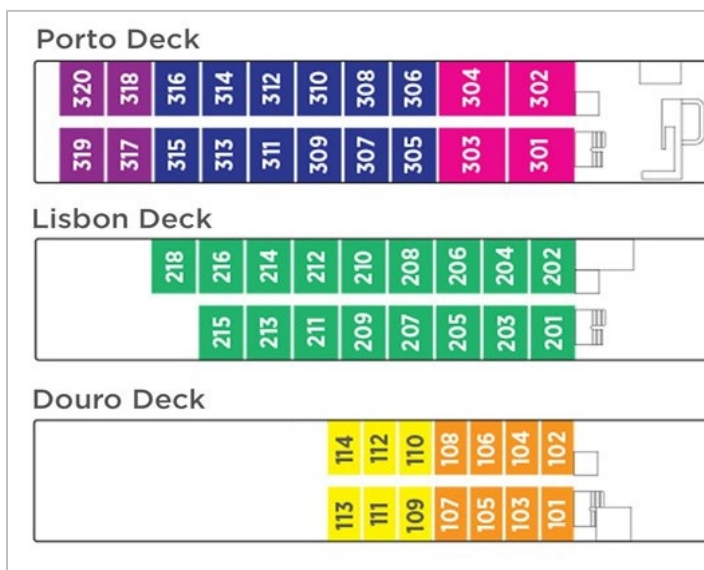 Porto Deck
320 318 316 314 312 310 308 306 304 302
319 317 315 313 311 309 307 305 303 301
Lisbon Deck
218 216 214 212 210 208 206 204 202
215 213 211 209 207 205 203 201
Douro Deck
114 112 110 108 106 104 102
113 111 109 107 105 103 101